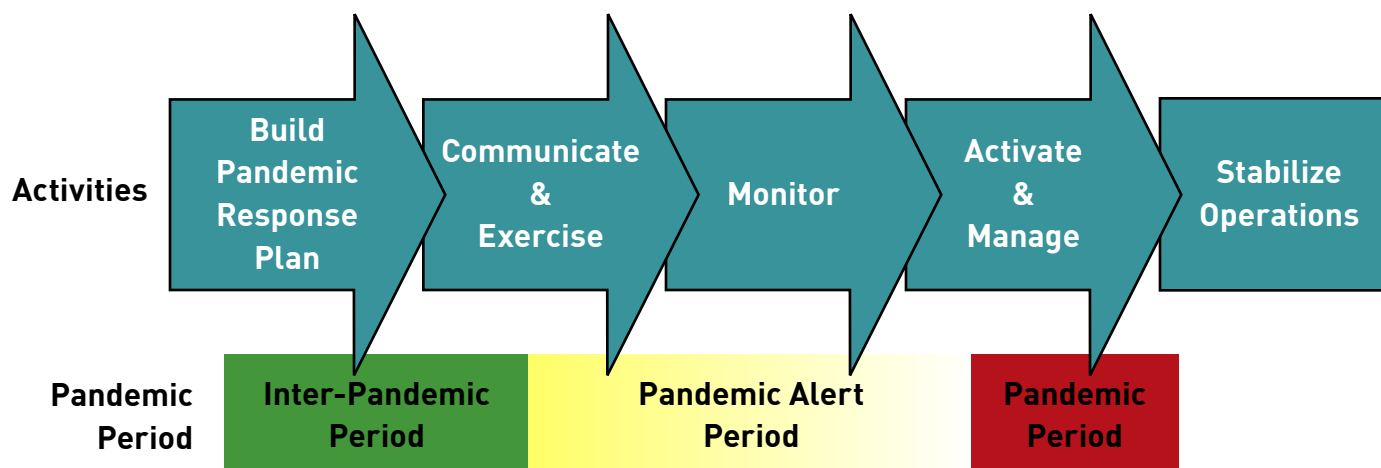 Activities
Build
Pandemic
Response
Plan
Communicate
&
Exercise
Monitor
Activate
&
Manage
Stabilize
Operations
Pandemic
Period
Inter-Pandemic
Period
Pandemic Alert
Period
Pandemic
Period